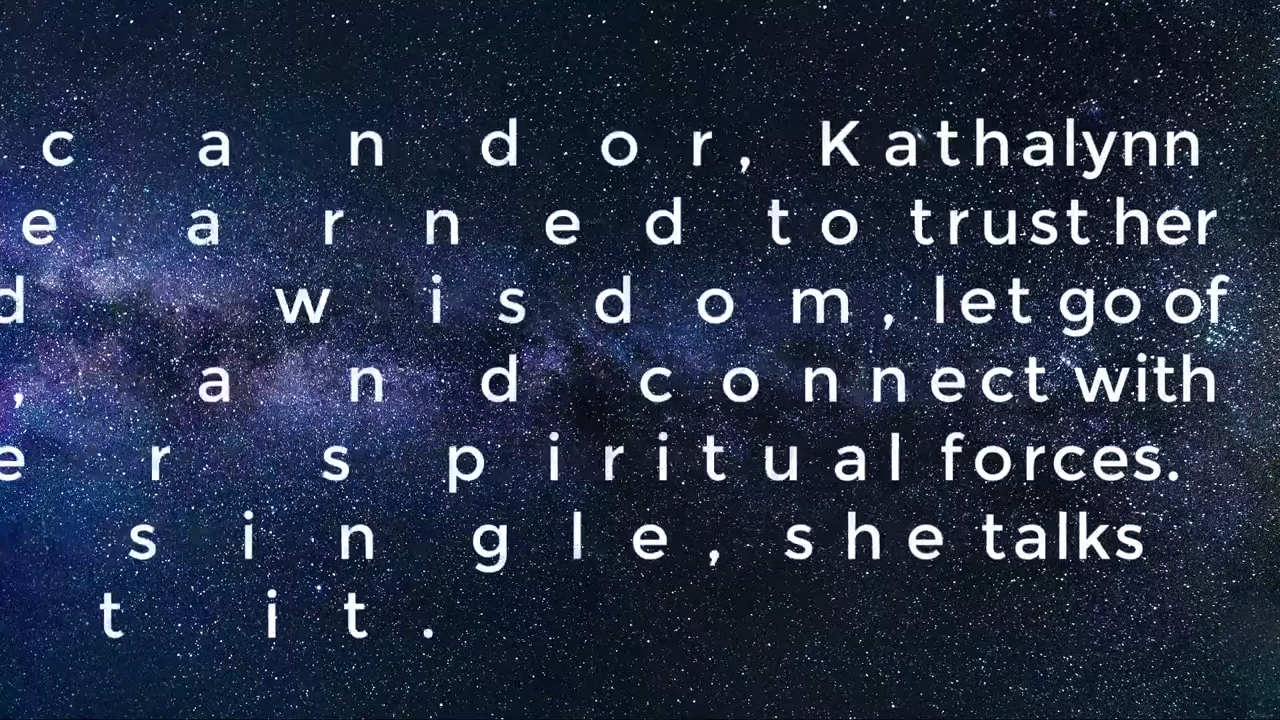 candor, Kathalynn
earned to trust her
d wisdom, let go of
, and connect with
er spiritual forces.
single, she talks
t it.